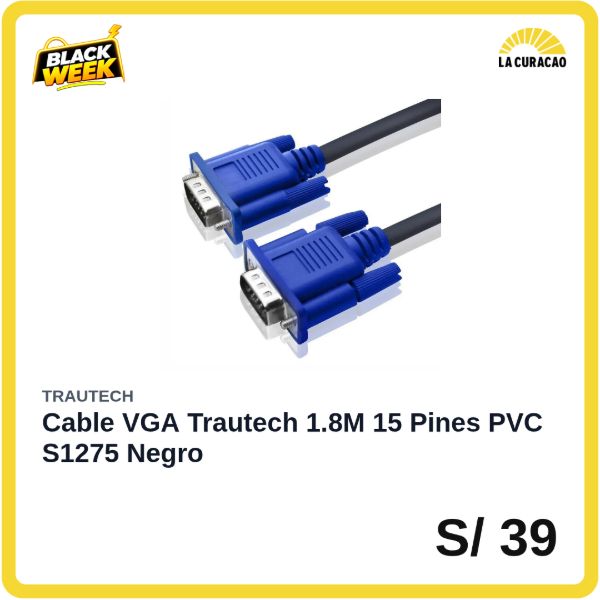 BLACK
WEEK
LA CURACAO
TRAUTECH
Cable VGA Trautech 1.8M 15 Pines PVC
S1275 Negro
S/ 39